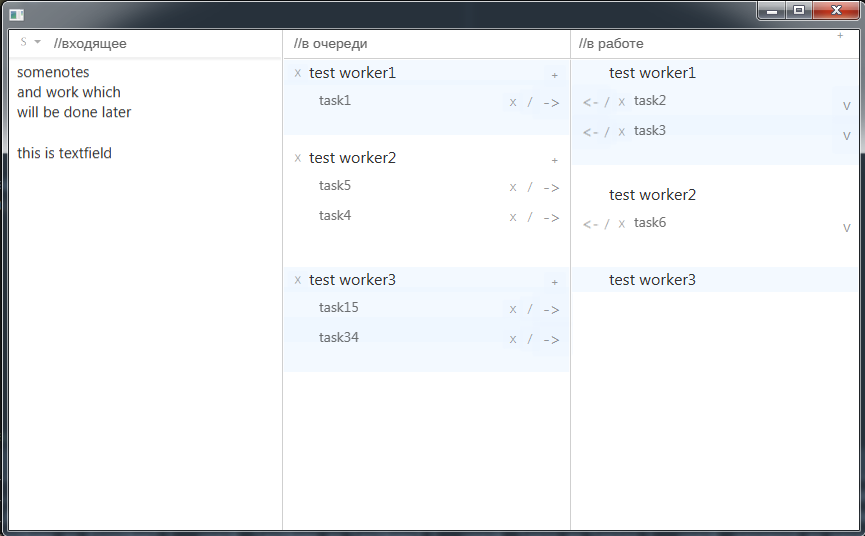 S //входящее
somenotes
and work which
will be done later
this is textfield
//в очереди
x test worker1 +
task1 x / ->
x test worker2 +
task5 x / ->
task4 x / ->
x test worker3 +
task15 x / ->
task34 x / ->
//в работе +
test worker1
<- / x task2 v
<- / x task3 v
test worker2
<- / x task6 v
test worker3